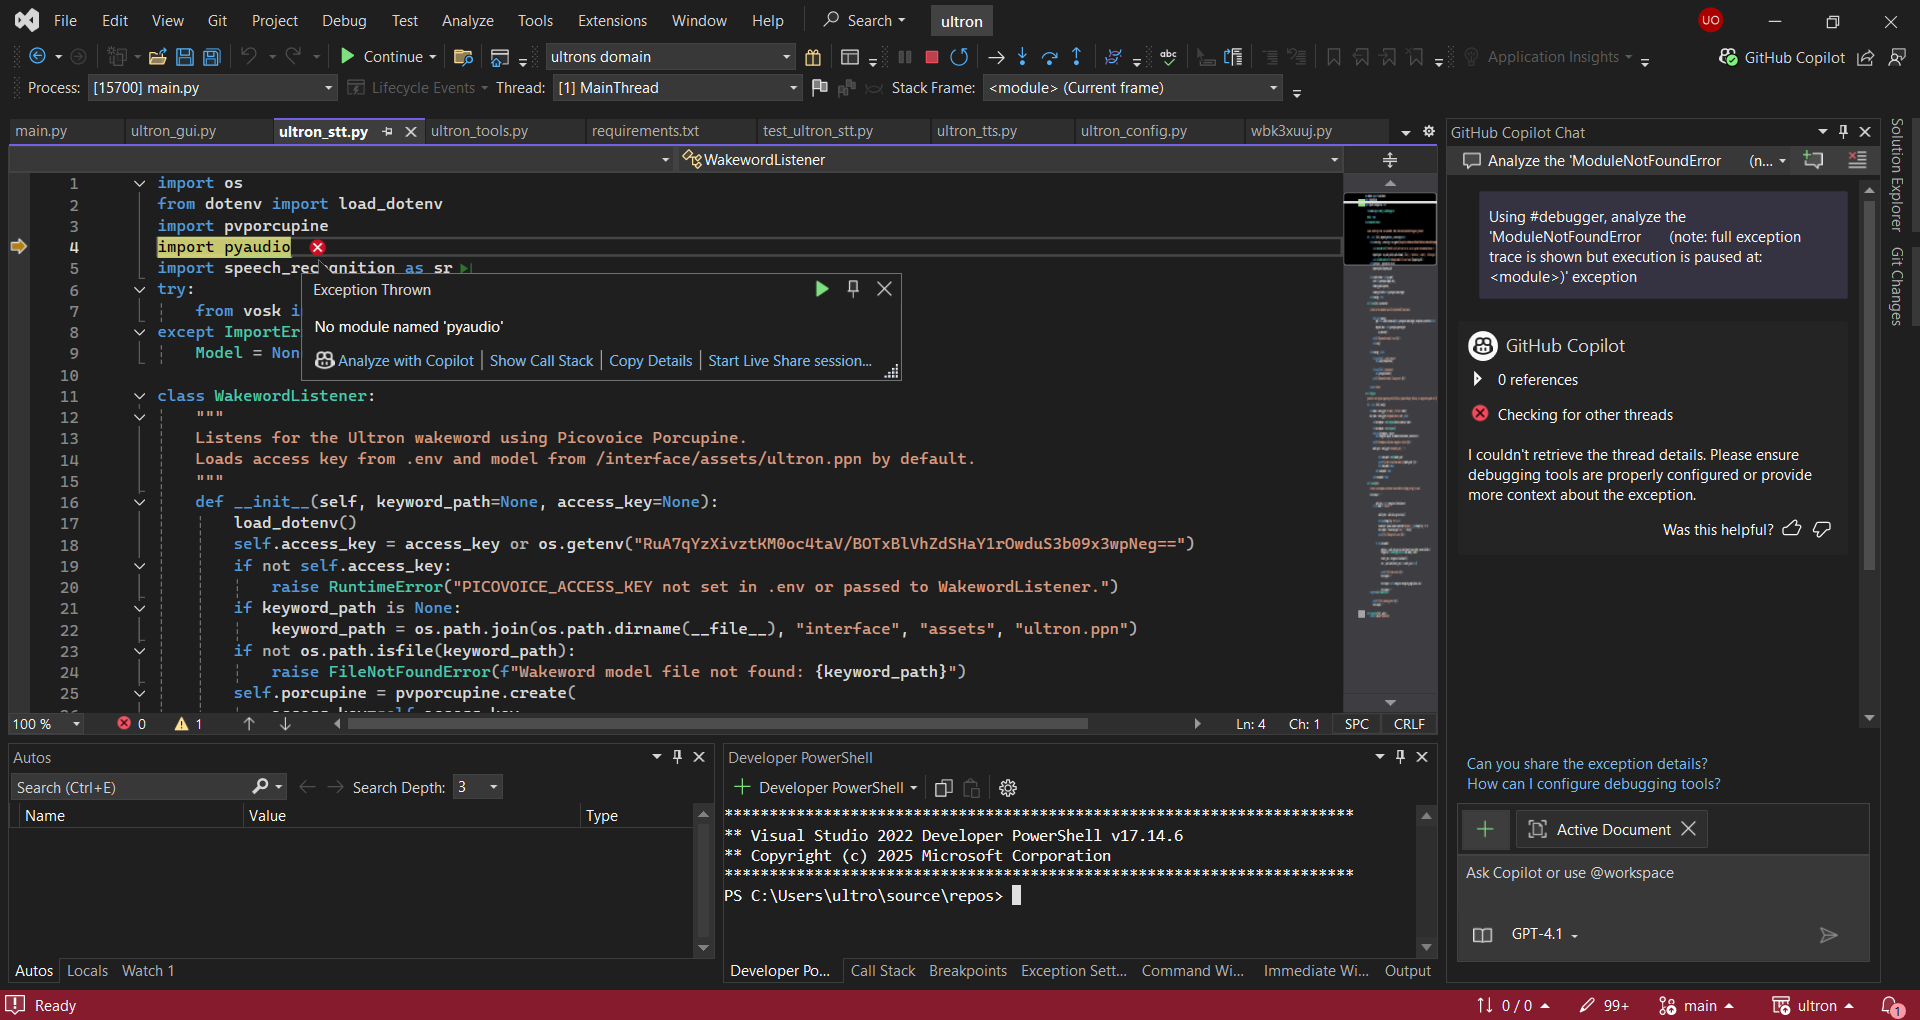 File Edit View Git Project Debug Test Analyze Tools Extensions Window Help Search ultron UO
Continue ultrons domain Application Insights GitHub Copilot
Process: [15700] main.py Lifecycle Events Thread: [1] MainThread Stack Frame: <module> (Current frame)
main.py ultron_gui.py ultron_stt.py ultron_tools.py requirements.txt test_ultron_stt.py ultron_tts.py ultron_config.py wbk3xuuj.py
WakewordListener
1 import os
2 from dotenv import load_dotenv
3 import pvporcupine
4 import pyaudio
5 import speech_recognition as sr
6 try:
7 from vosk i
8 except ImportEr
9 Model = Non
10
11 class WakewordListener:
12 """
13 Listens for the Ultron wakeword using Picovoice Porcupine.
14 Loads access key from .env and model from /interface/assets/ultron.ppn by default.
15 """
16 def __init__(self, keyword_path=None, access_key=None):
17 load_dotenv()
18 self.access_key = access_key or os.getenv("RuA7qYzXivztKM0oc4taV/BOTxBlVhZdSHaY1rOwduS3b09x3wpNeg==")
19 if not self.access_key:
20 raise RuntimeError("PICOVOICE_ACCESS_KEY not set in .env or passed to WakewordListener.")
21 if keyword_path is None:
22 keyword_path = os.path.join(os.path.dirname(__file__), "interface", "assets", "ultron.ppn")
23 if not os.path.isfile(keyword_path):
24 raise FileNotFoundError(f"Wakeword model file not found: {keyword_path}")
25 self.porcupine = pvporcupine.create(
Exception Thrown
No module named 'pyaudio'
Analyze with Copilot Show Call Stack Copy Details Start Live Share session...
100 % 0 1 Ln: 4 Ch: 1 SPC CRLF
Autos
Search (Ctrl+E) Search Depth: 3
Name Value Type
Autos Locals Watch 1
Developer PowerShell
Developer PowerShell
**********************************************************************
** Visual Studio 2022 Developer PowerShell v17.14.6
** Copyright (c) 2025 Microsoft Corporation
**********************************************************************
PS C:\Users\ultro\source\repos>
Developer Po... Call Stack Breakpoints Exception Sett... Command Wi... Immediate Wi... Output
GitHub Copilot Chat
Analyze the 'ModuleNotFoundError (n...
Using #debugger, analyze the
'ModuleNotFoundError (note: full exception
trace is shown but execution is paused at:
<module>)' exception
GitHub Copilot
0 references
Checking for other threads
I couldn't retrieve the thread details. Please ensure
debugging tools are properly configured or provide
more context about the exception.
Was this helpful?
Can you share the exception details?
How can I configure debugging tools?
Active Document
Ask Copilot or use @workspace
GPT-4.1
Solution Explorer
Git Changes
Ready 0 / 0 99+ main ultron 1